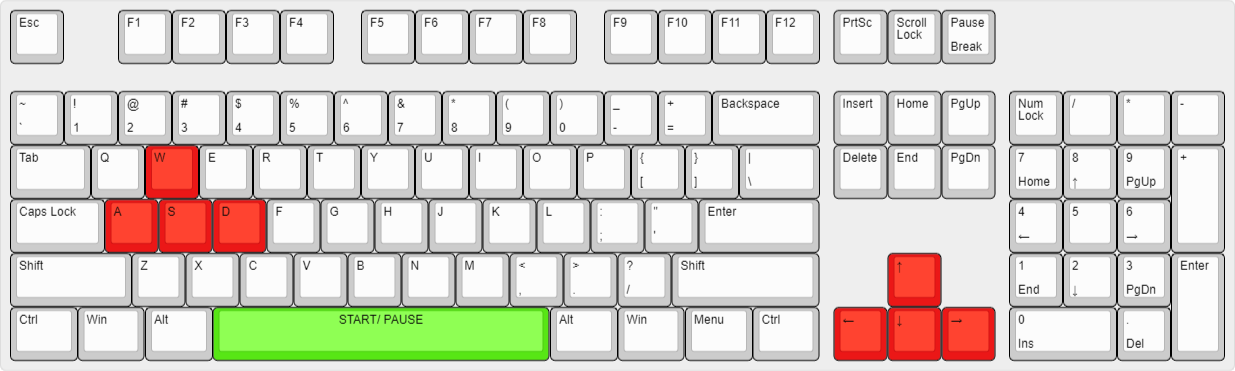 Esc F1 F2 F3 F4 F5 F6 F7 F8 F9 F10 F11 F12 PrtSc Scroll Pause
Lock
Break
~ ! @ # $ % ^ & * ( ) _ + Backspace Insert Home PgUp Num / * -
Lock
` 1 2 3 4 5 6 7 8 9 0 - =
Tab Q W E R T Y U I O P { } | Delete End PgDn 7 8 9 +
[ ] \ Home ↑ PgUp
Caps Lock A S D F G H J K L : " Enter 4 5 6
; ' ← →
Shift Z X C V B N M < > ? Shift ↑ 1 2 3 Enter
, . / End ↓ PgDn
Ctrl Win Alt START/ PAUSE Alt Win Menu Ctrl ← ↓ → 0 .
Ins Del